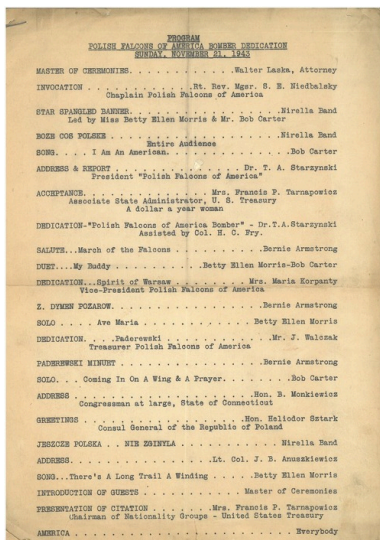 PROGRAM
POLISH FALCONS OF AMERICA BOMBER DEDICATION
SUNDAY, NOVEMBER 21, 1943
MASTER OF CEREMONIES. . . . . . . . . . . .Walter Laska, Attorney
INVOCATION . . . . . . . . . . . .Rt. Rev. Mgsr. S. E. Niedbalsky
Chaplain Polish Falcons of America
STAR SPANGLED BANNER. . . . . . . . . . . . . . . . .Nirella Band
Led by Miss Betty Ellen Morris & Mr. Bob Carter
BOZE COS POLSKE . . . . . . . . . . . . . . . . . . .Nirella Band
Entire Audience
SONG. . . . I Am An American. . . . . . . . . . . . . .Bob Carter
ADDRESS & REPORT . . . . . . . . . . . . . . Dr. T. A. Starzynski
President "Polish Falcons of America"
ACCEPTANCE. . . . . . . . . . . . . . . Mrs. Francis P. Tarnapowicz
Associate State Administrator, U. S. Treasury
A dollar a year woman
DEDICATION-"Polish Falcons of America Bomber" - Dr.T.A.Starzynski
Assisted by Col. H. C. Fry.
SALUTE...March of the Falcons . . . . . . . . . . Bernie Armstrong
DUET....My Buddy . . . . . . . . . .Betty Ellen Morris-Bob Carter
DEDICATION...Spirit of Warsaw . . . . . . . Mrs. Maria Korpanty
Vice-President Polish Falcons of America
Z. DYMEN POZAROW. . . . . . . . . . . . . . . . .Bernie Armstrong
SOLO . . . Ave Maria . . . . . . . . . . . . . Betty Ellen Morris
DEDICATION. . . .Paderewski . . . . . . . . . . . .Mr. J. Walczak
Treasurer Polish Falcons of America
PADEREWSKI MINUET . . . . . . . . . . . . . . . .Bernie Armstrong
SOLO. . . Coming In On A Wing & A Prayer. . . . . . . .Bob Carter
ADDRESS . . . . . . . . . . . . . . . . . . .Hon. B. Monkiewicz
Congressman at large, State of Connecticut
GREETINGS . . . . . . . . . . . . . . . . . .Hon. Heliodor Sztark
Consul General of the Republic of Poland
JESZCZE POLSKA . . NIE ZGINYLA . . . . . . . . . . . Nirella Band
ADDRESS. . . . . . . . . . . . . . . . .Lt. Col. J. B. Anuszkiewicz
SONG...There's A Long Trail A Winding . . . . . Betty Ellen Morris
INTRODUCTION OF GUESTS . . . . . . . . . . . Master of Ceremonies
PRESENTATION OF CITATION . . . . . . . .Mrs. Francis P. Tarnapowicz
Chairman of Nationality Groups - United States Treasury
AMERICA . . . . . . . . . . . . . . . . . . . . . . . . Everybody